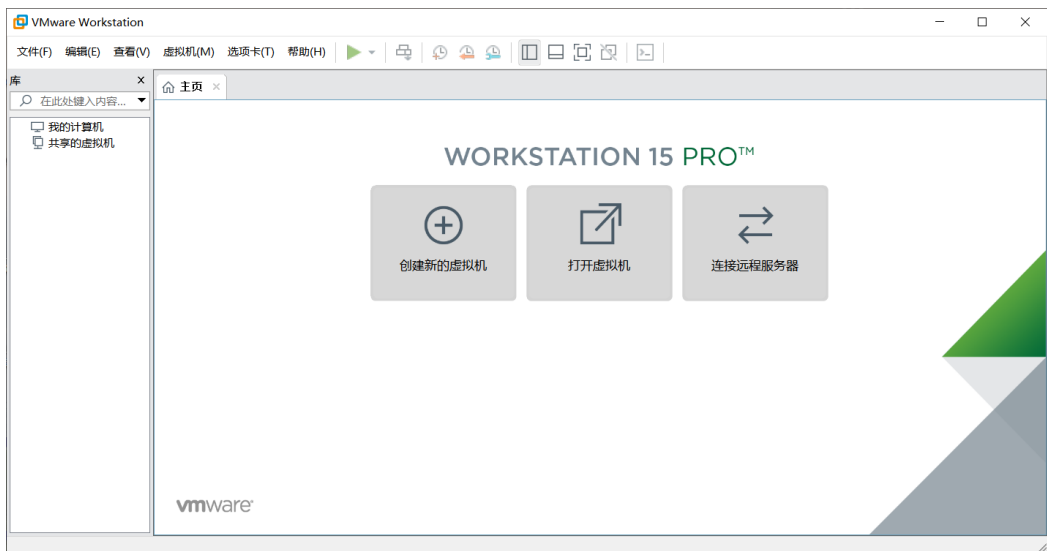 VMware Workstation
文件(F) 编辑(E) 查看(V) 虚拟机(M) 选项卡(T) 帮助(H)
库
在此处键入内容...
我的计算机
共享的虚拟机
主页
WORKSTATION 15 PRO™
创建新的虚拟机 打开虚拟机 连接远程服务器
vmware